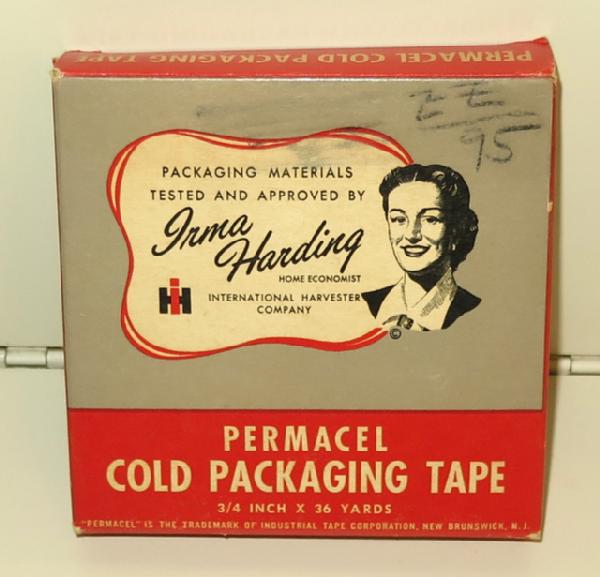 PERMACEL COLD PACKAGING TAPE
95
PACKAGING MATERIALS
TESTED AND APPROVED BY
Irma
Harding
HOME ECONOMIST
IH
INTERNATIONAL HARVESTER
COMPANY
PERMACEL
COLD PACKAGING TAPE
3/4 INCH X 36 YARDS
"PERMACEL" IS THE TRADEMARK OF INDUSTRIAL TAPE CORPORATION, NEW BRUNSWICK, N.J.